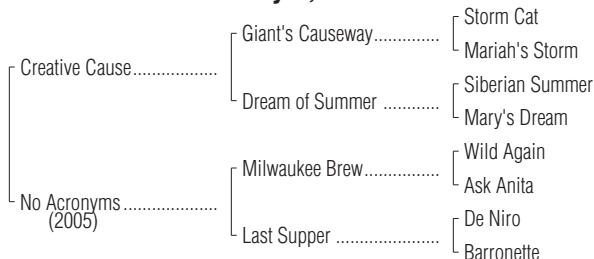 Storm Cat
Giant's Causeway..............
Mariah's Storm
Creative Cause..................
Siberian Summer
Dream of Summer ............
Mary's Dream
Wild Again
Milwaukee Brew................
Ask Anita
No Acronyms ....................
(2005)
De Niro
Last Supper ......................
Barronette